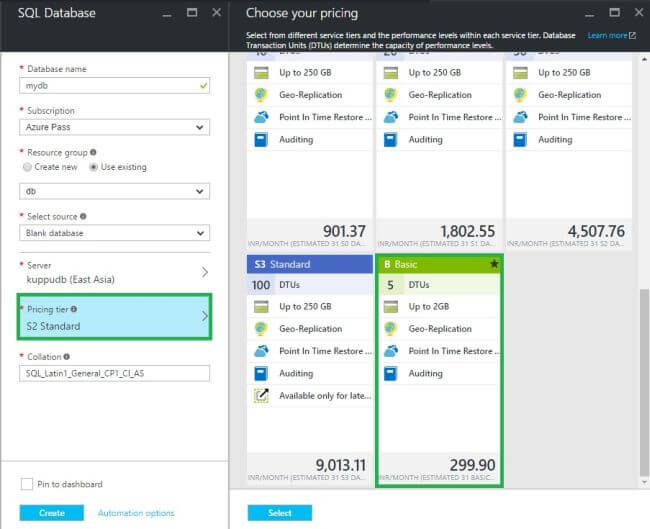 SQL Database
* Database name
mydb
* Subscription
Azure Pass
* Resource group
Create new
Use existing
db
* Select source
Blank database
* Server
kuppudb (East Asia)
* Pricing tier
S2 Standard
* Collation
SQL_Latin1_General_CP1_CI_AS
Pin to dashboard
Create
Automation options
Choose your pricing
Select from different service tiers and the performance levels within each service tier. Database
Transaction Units (DTUs) determine the capacity of performance levels.
Learn more
Up to 250 GB
Geo-Replication
Point In Time Restore ...
Auditing
901.37
INR/MONTH (ESTIMATED 31 S0 DA...
Up to 250 GB
Geo-Replication
Point In Time Restore ...
Auditing
1,802.55
INR/MONTH (ESTIMATED 31 S1 DA...
Up to 250 GB
Geo-Replication
Point In Time Restore ...
Auditing
4,507.76
INR/MONTH (ESTIMATED 31 S2 DA...
S3 Standard
100 DTUs
Up to 250 GB
Geo-Replication
Point In Time Restore ...
Auditing
Available only for late...
9,013.11
INR/MONTH (ESTIMATED 31 S3 DA...
B Basic
5 DTUs
Up to 2GB
Geo-Replication
Point In Time Restore ...
Auditing
299.90
INR/MONTH (ESTIMATED 31 BASIC...
Select